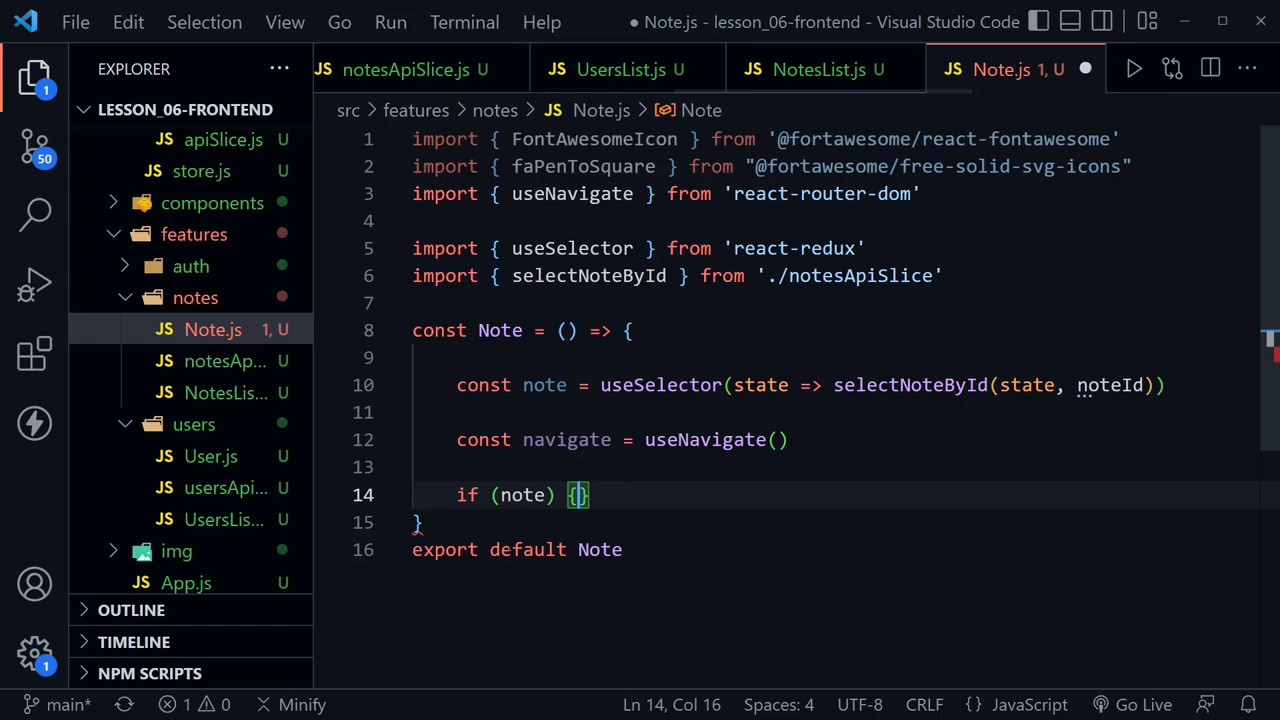 File Edit Selection View Go Run Terminal Help
● Note.js - lesson_06-frontend - Visual Studio Code
EXPLORER
JS notesApiSlice.js U
JS UsersList.js U
JS NotesList.js U
JS Note.js 1, U
LESSON_06-FRONTEND
src > features > notes > JS Note.js > Note
JS apiSlice.js U
JS store.js U
components
features
auth
notes
JS Note.js 1, U
JS notesAp... U
JS NotesLis... U
users
JS User.js U
JS usersApi... U
JS UsersLis... U
img
JS App.js U
OUTLINE
TIMELINE
NPM SCRIPTS
1
50
1
1 import { FontAwesomeIcon } from '@fortawesome/react-fontawesome'
2 import { faPenToSquare } from "@fortawesome/free-solid-svg-icons"
3 import { useNavigate } from 'react-router-dom'
4
5 import { useSelector } from 'react-redux'
6 import { selectNoteById } from './notesApiSlice'
7
8 const Note = () => {
9
10 const note = useSelector(state => selectNoteById(state, noteId))
11
12 const navigate = useNavigate()
13
14 if (note) {}
15 }
16 export default Note
main* 1 0 Minify Ln 14, Col 16 Spaces: 4 UTF-8 CRLF {} JavaScript Go Live